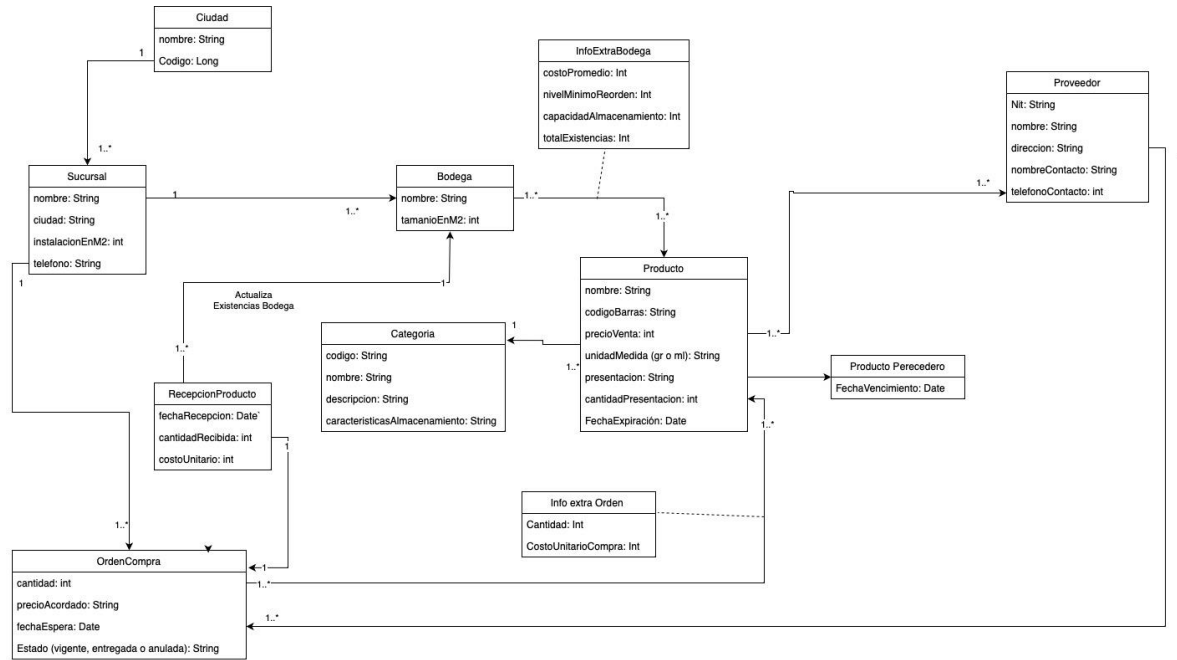 Ciudad
nombre: String
Codigo: Long
1
1..*
InfoExtraBodega
costoPromedio: Int
nivelMinimoReorden: Int
capacidadAlmacenamiento: Int
totalExistencias: Int
Proveedor
Nit: String
nombre: String
direccion: String
nombreContacto: String
telefonoContacto: int
1..*
Sucursal
nombre: String
ciudad: String
instalacionEnM2: int
telefono: String
1
1..*
1
Bodega
nombre: String
tamanioEnM2: int
1..*
1..*
1
Actualiza
Existencias Bodega
1..*
Producto
nombre: String
codigoBarras: String
precioVenta: int
unidadMedida (gr o ml): String
presentacion: String
cantidadPresentacion: int
FechaExpiración: Date
1..*
1
1..*
1..*
Categoria
codigo: String
nombre: String
descripcion: String
caracteristicasAlmacenamiento: String
Producto Perecedero
FechaVencimiento: Date
RecepcionProducto
fechaRecepcion: Date`
cantidadRecibida: int
costoUnitario: int
1
1
Info extra Orden
Cantidad: Int
CostoUnitarioCompra: Int
1..*
OrdenCompra
cantidad: int
precioAcordado: String
fechaEspera: Date
Estado (vigente, entregada o anulada): String
1..*
1..*